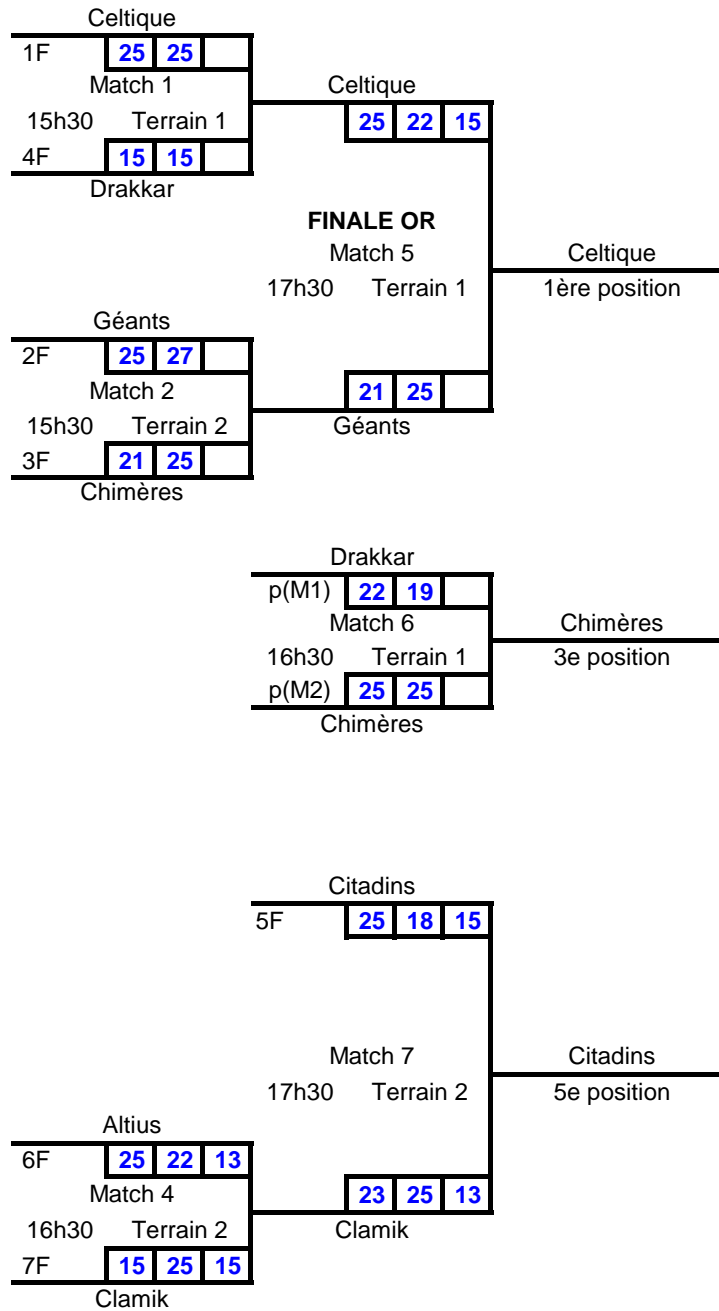 Celtique
1F 25 25
Match 1
Celtique
15h30 Terrain 1
25 22 15
4F 15 15
Drakkar
FINALE OR
Match 5
Celtique
17h30 Terrain 1
1ère position
Géants
2F 25 27
Match 2
21 25
15h30 Terrain 2
Géants
3F 21 25
Chimères
Drakkar
p(M1) 22 19
Match 6
Chimères
16h30 Terrain 1
3e position
p(M2) 25 25
Chimères
Citadins
5F 25 18 15
Match 7
Citadins
17h30 Terrain 2
5e position
Altius
6F 25 22 13
Match 4
23 25 13
16h30 Terrain 2
Clamik
7F 15 25 15
Clamik